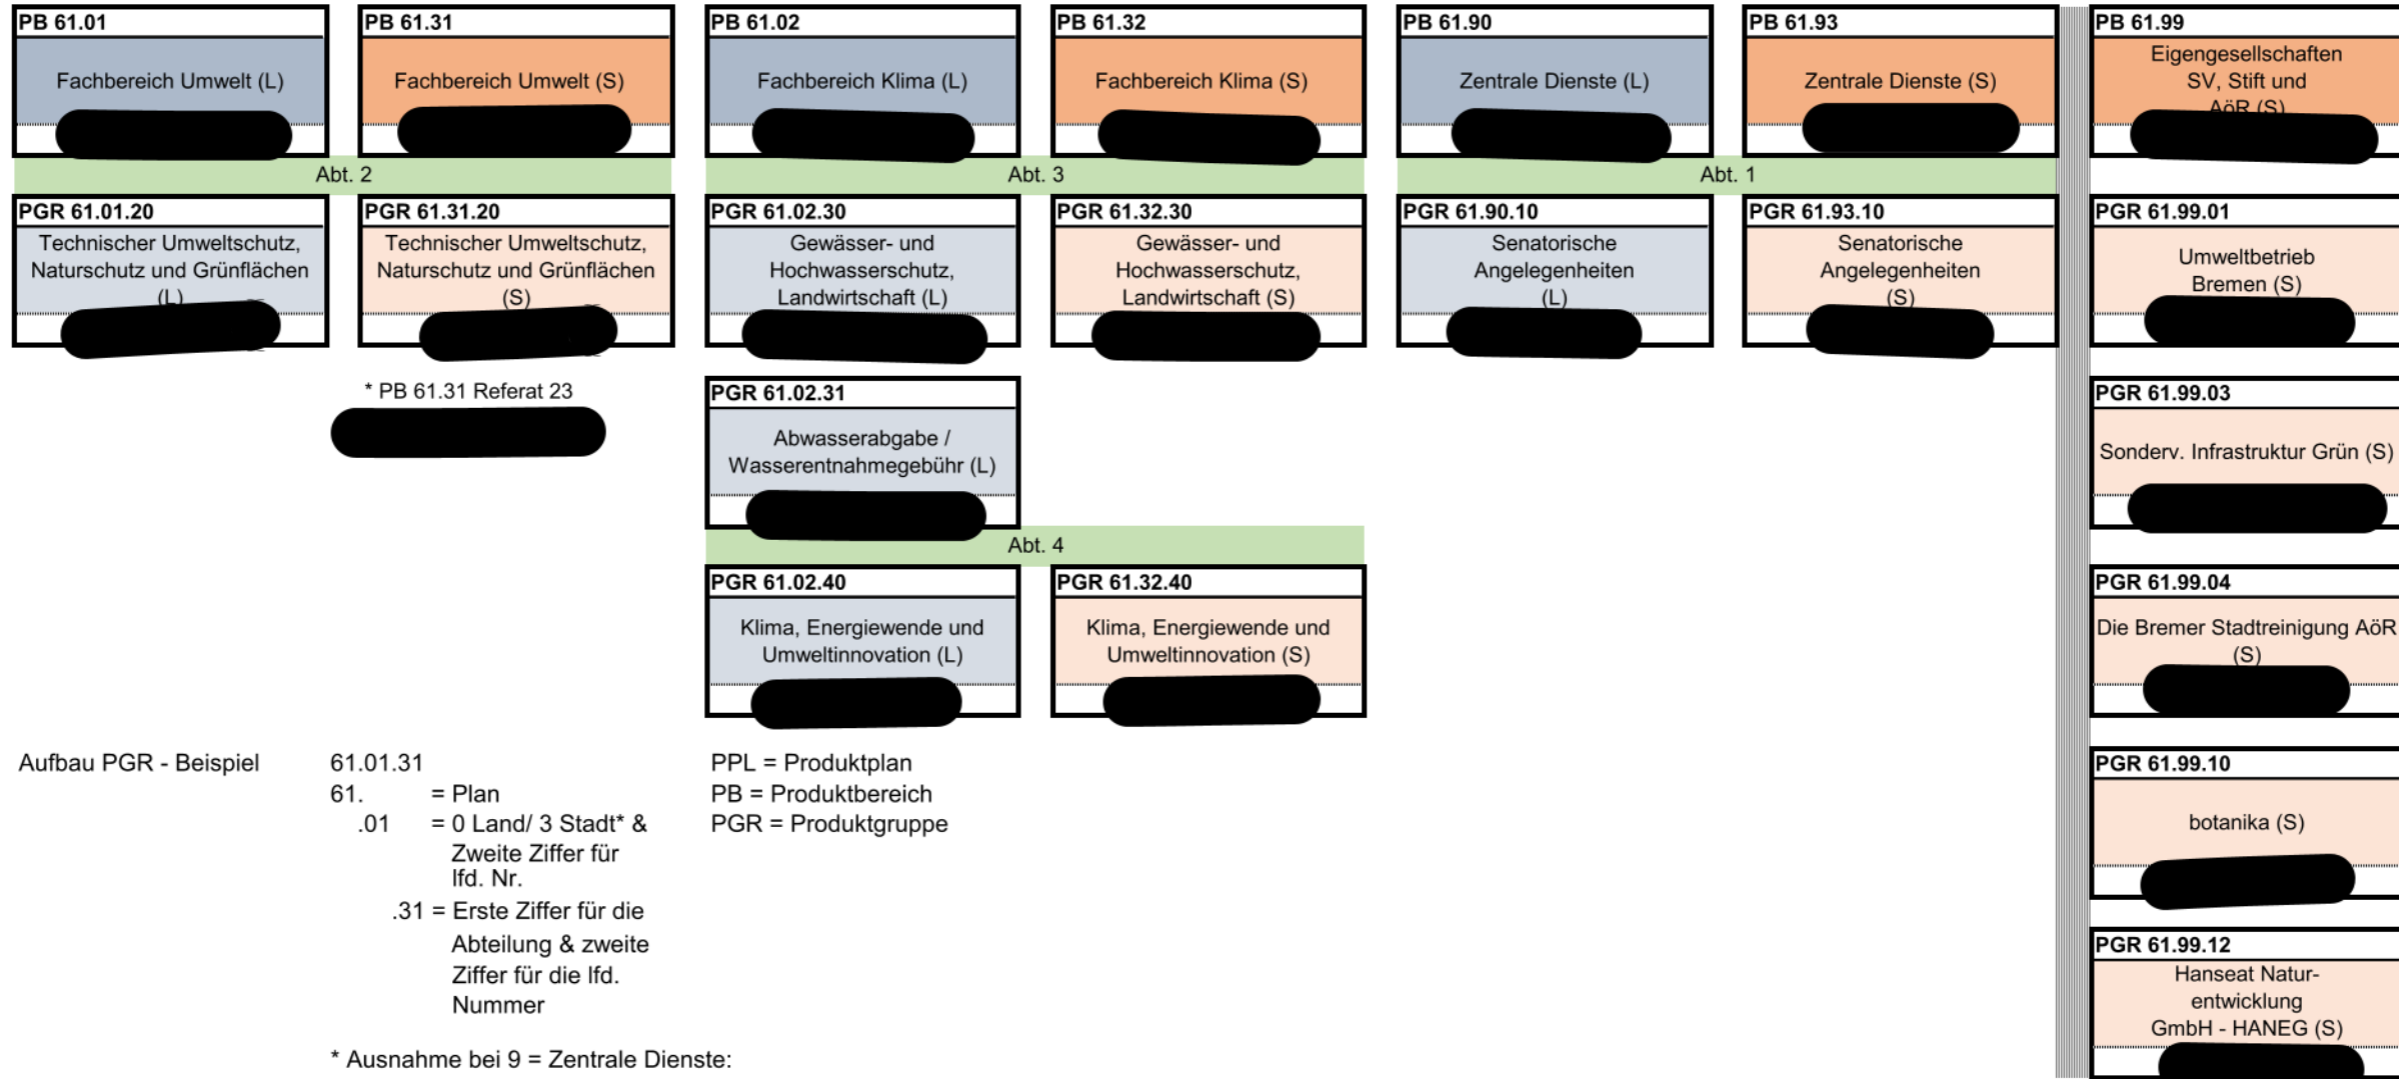 PB 61.01
Fachbereich Umwelt (L)
PB 61.31
Fachbereich Umwelt (S)
PB 61.02
Fachbereich Klima (L)
PB 61.32
Fachbereich Klima (S)
PB 61.90
Zentrale Dienste (L)
PB 61.93
Zentrale Dienste (S)
PB 61.99
Eigengesellschaften
SV, Stift und
AöR (S)
Abt. 2
Abt. 3
Abt. 1
PGR 61.01.20
Technischer Umweltschutz,
Naturschutz und Grünflächen
(L)
PGR 61.31.20
Technischer Umweltschutz,
Naturschutz und Grünflächen
(S)
PGR 61.02.30
Gewässer- und
Hochwasserschutz,
Landwirtschaft (L)
PGR 61.32.30
Gewässer- und
Hochwasserschutz,
Landwirtschaft (S)
PGR 61.90.10
Senatorische
Angelegenheiten
(L)
PGR 61.93.10
Senatorische
Angelegenheiten
(S)
PGR 61.99.01
Umweltbetrieb
Bremen (S)
* PB 61.31 Referat 23
PGR 61.02.31
Abwasserabgabe /
Wasserentnahmegebühr (L)
PGR 61.99.03
Sonderv. Infrastruktur Grün (S)
Abt. 4
PGR 61.02.40
Klima, Energiewende und
Umweltinnovation (L)
PGR 61.32.40
Klima, Energiewende und
Umweltinnovation (S)
PGR 61.99.04
Die Bremer Stadtreinigung AöR
(S)
PGR 61.99.10
botanika (S)
PGR 61.99.12
Hanseat Natur-
entwicklung
GmbH - HANEG (S)
Aufbau PGR - Beispiel
61.01.31
61. = Plan
.01 = 0 Land/ 3 Stadt* &
Zweite Ziffer für
lfd. Nr.
.31 = Erste Ziffer für die
Abteilung & zweite
Ziffer für die lfd.
Nummer
* Ausnahme bei 9 = Zentrale Dienste:
PPL = Produktplan
PB = Produktbereich
PGR = Produktgruppe